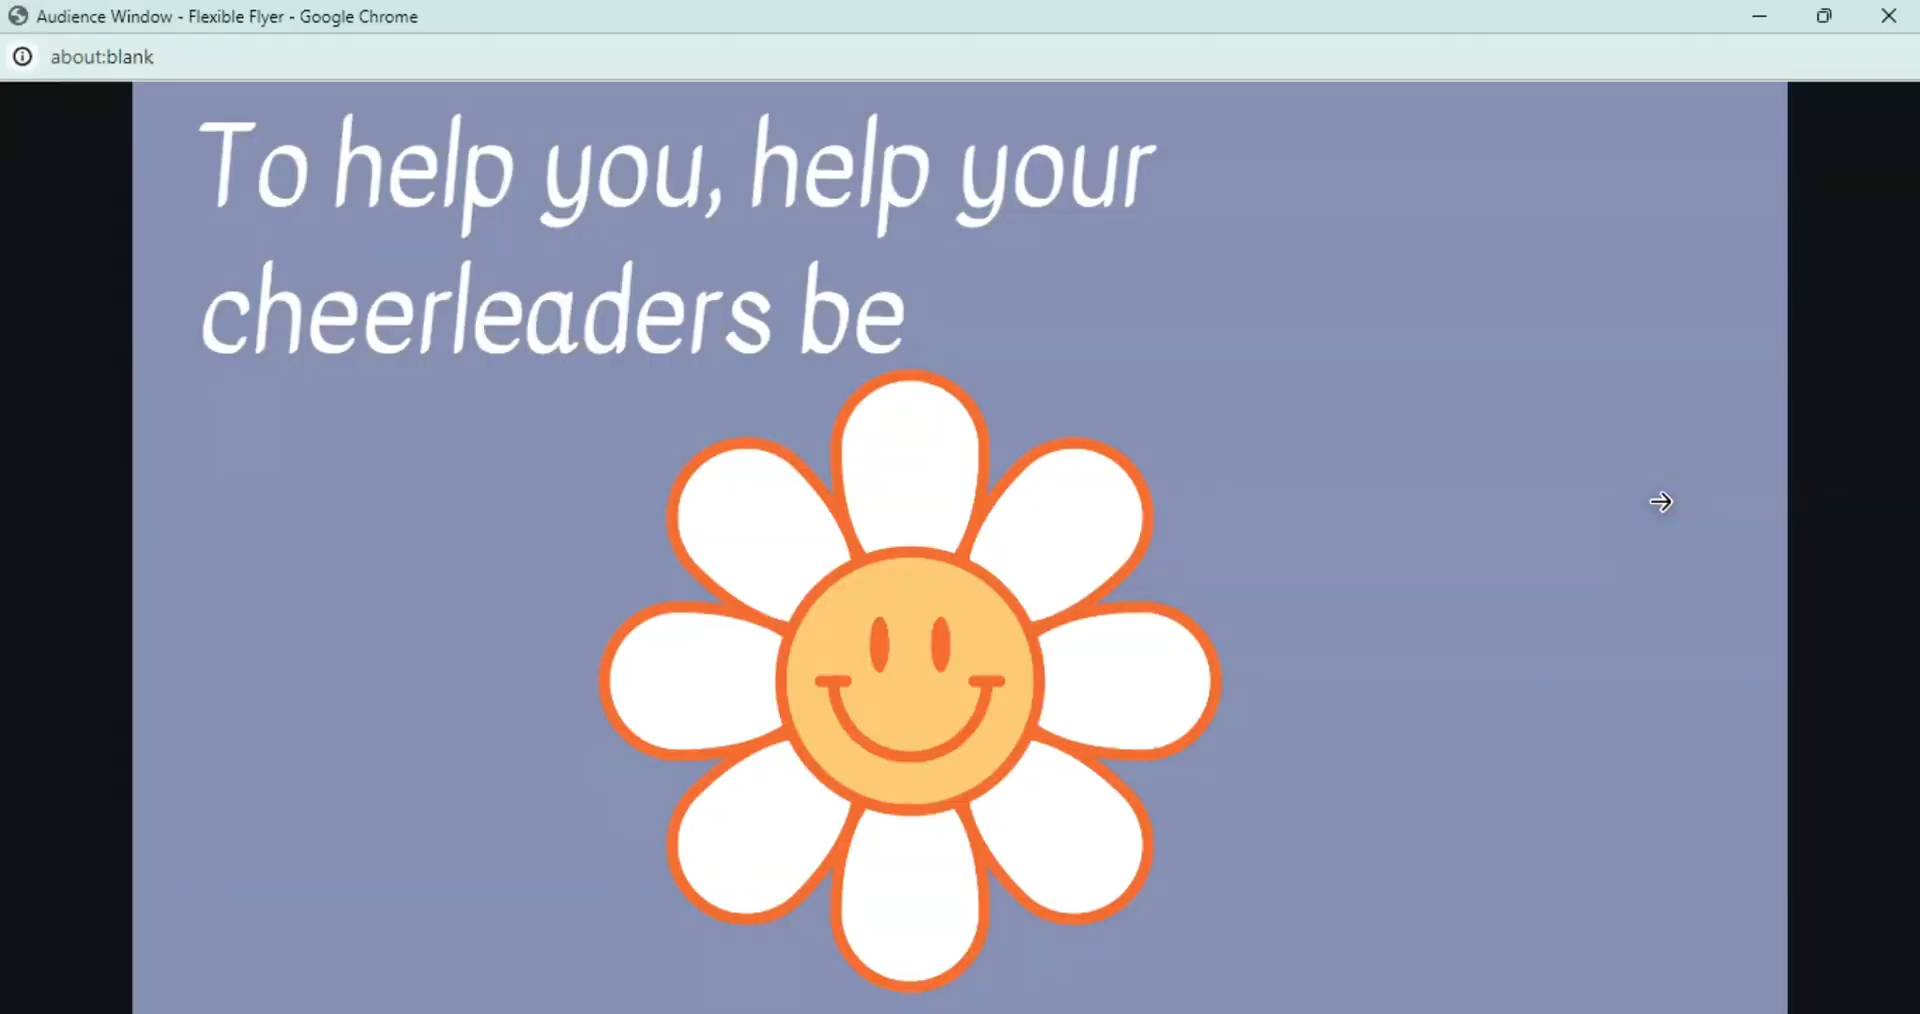 Audience Window - Flexible Flyer - Google Chrome
about:blank
To help you, help your
cheerleaders be